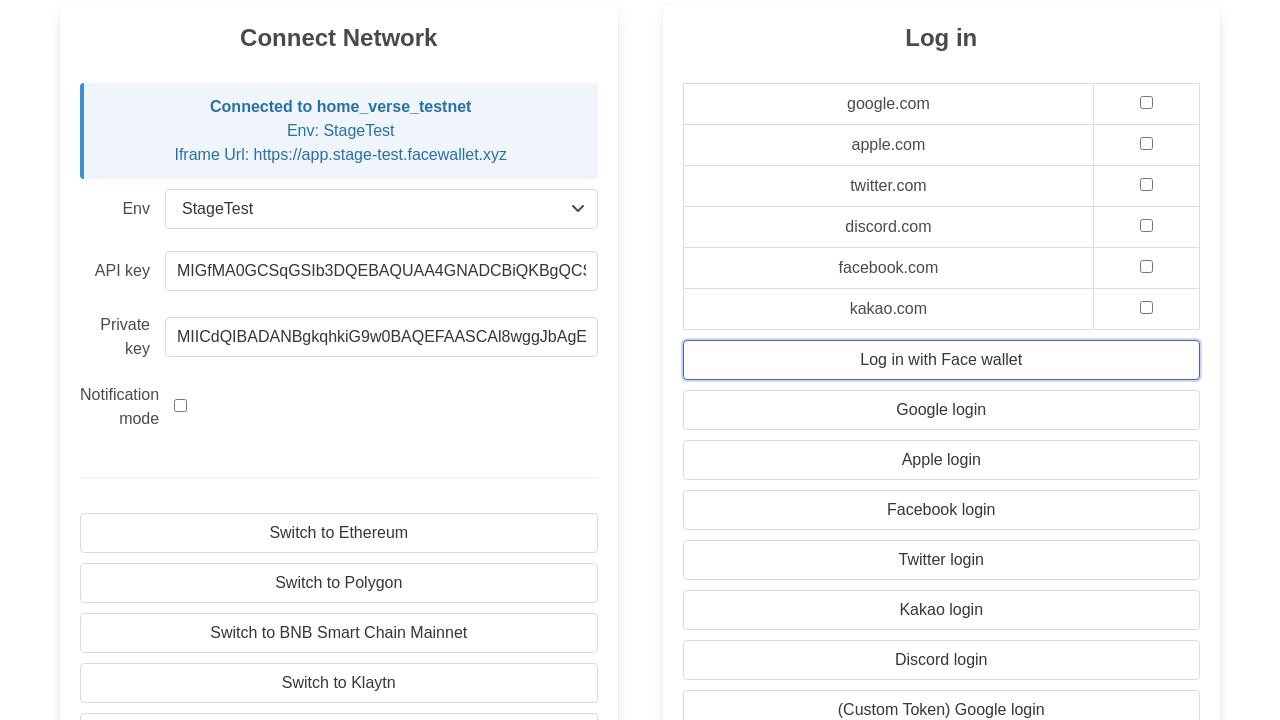 Connect Network
Connected to home_verse_testnet
Env: StageTest
Iframe Url: https://app.stage-test.facewallet.xyz
Env
StageTest
API key
MIGfMA0GCSqGSIb3DQEBAQUAA4GNADCBiQKBgQCS
Private
key
MIICdQIBADANBgkqhkiG9w0BAQEFAASCAl8wggJbAgE
Notification
mode
Switch to Ethereum
Switch to Polygon
Switch to BNB Smart Chain Mainnet
Switch to Klaytn
Log in
google.com
apple.com
twitter.com
discord.com
facebook.com
kakao.com
Log in with Face wallet
Google login
Apple login
Facebook login
Twitter login
Kakao login
Discord login
(Custom Token) Google login